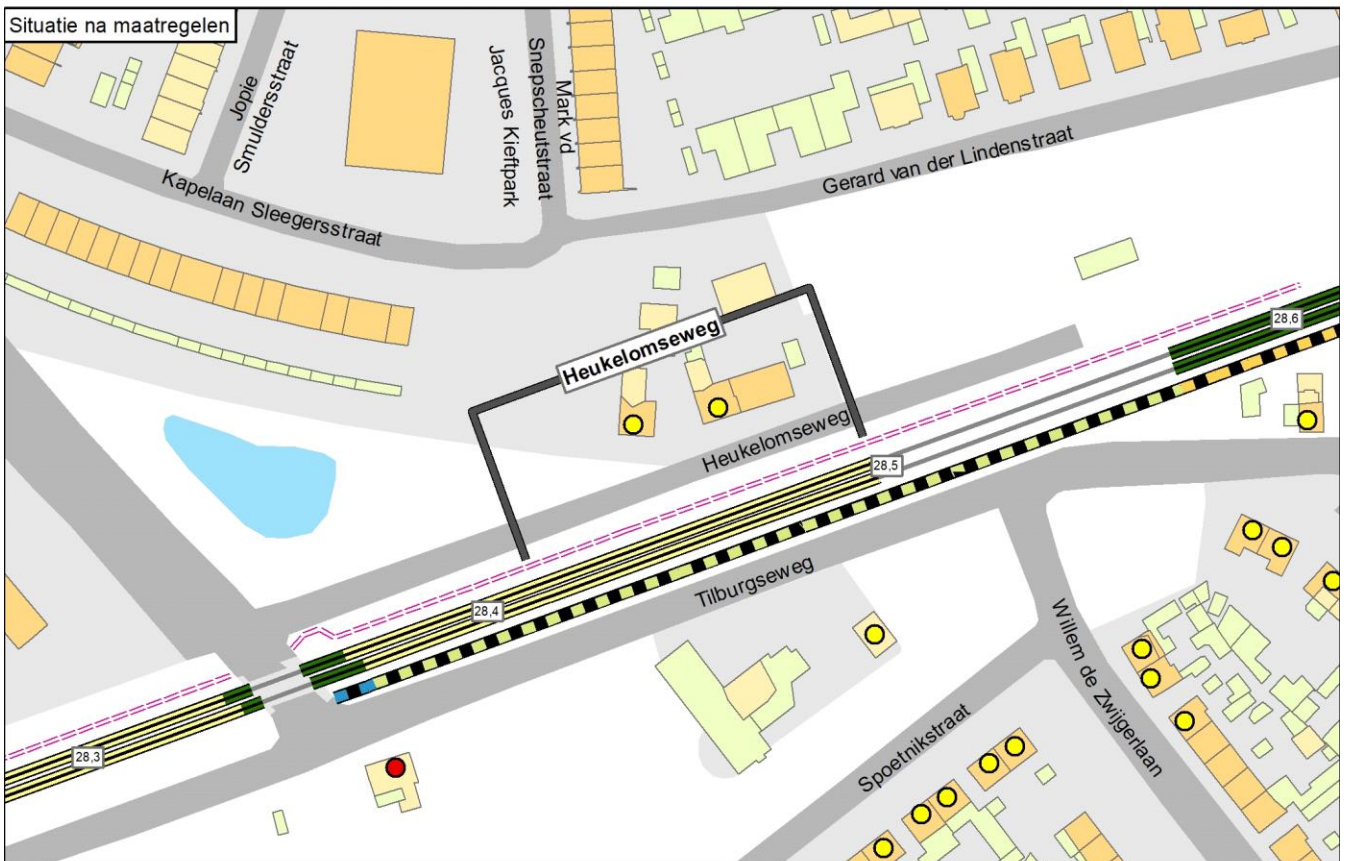 Situatie na maatregelen
Jopie
Smuldersstraat
Jacques Kieftpark
Snepscheutstraat
Mark vd
Kapelaan Sleegersstraat
Gerard van der Lindenstraat
Heukelomseweg
28,6
Heukelomseweg
28,5
28,4
Tilburgseweg
28,3
Spoetnikstraat
Willem de Zwijgerlaan